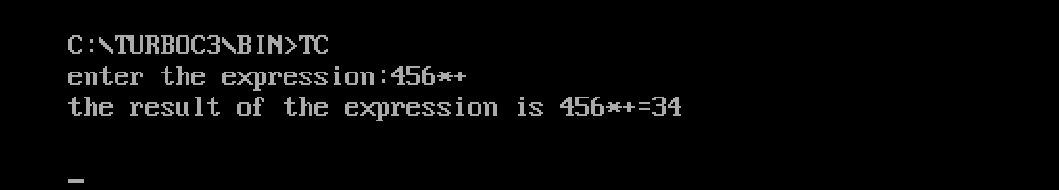 C:\TURBOC3\BIN>TC
enter the expression:456*+
the result of the expression is 456*+=34